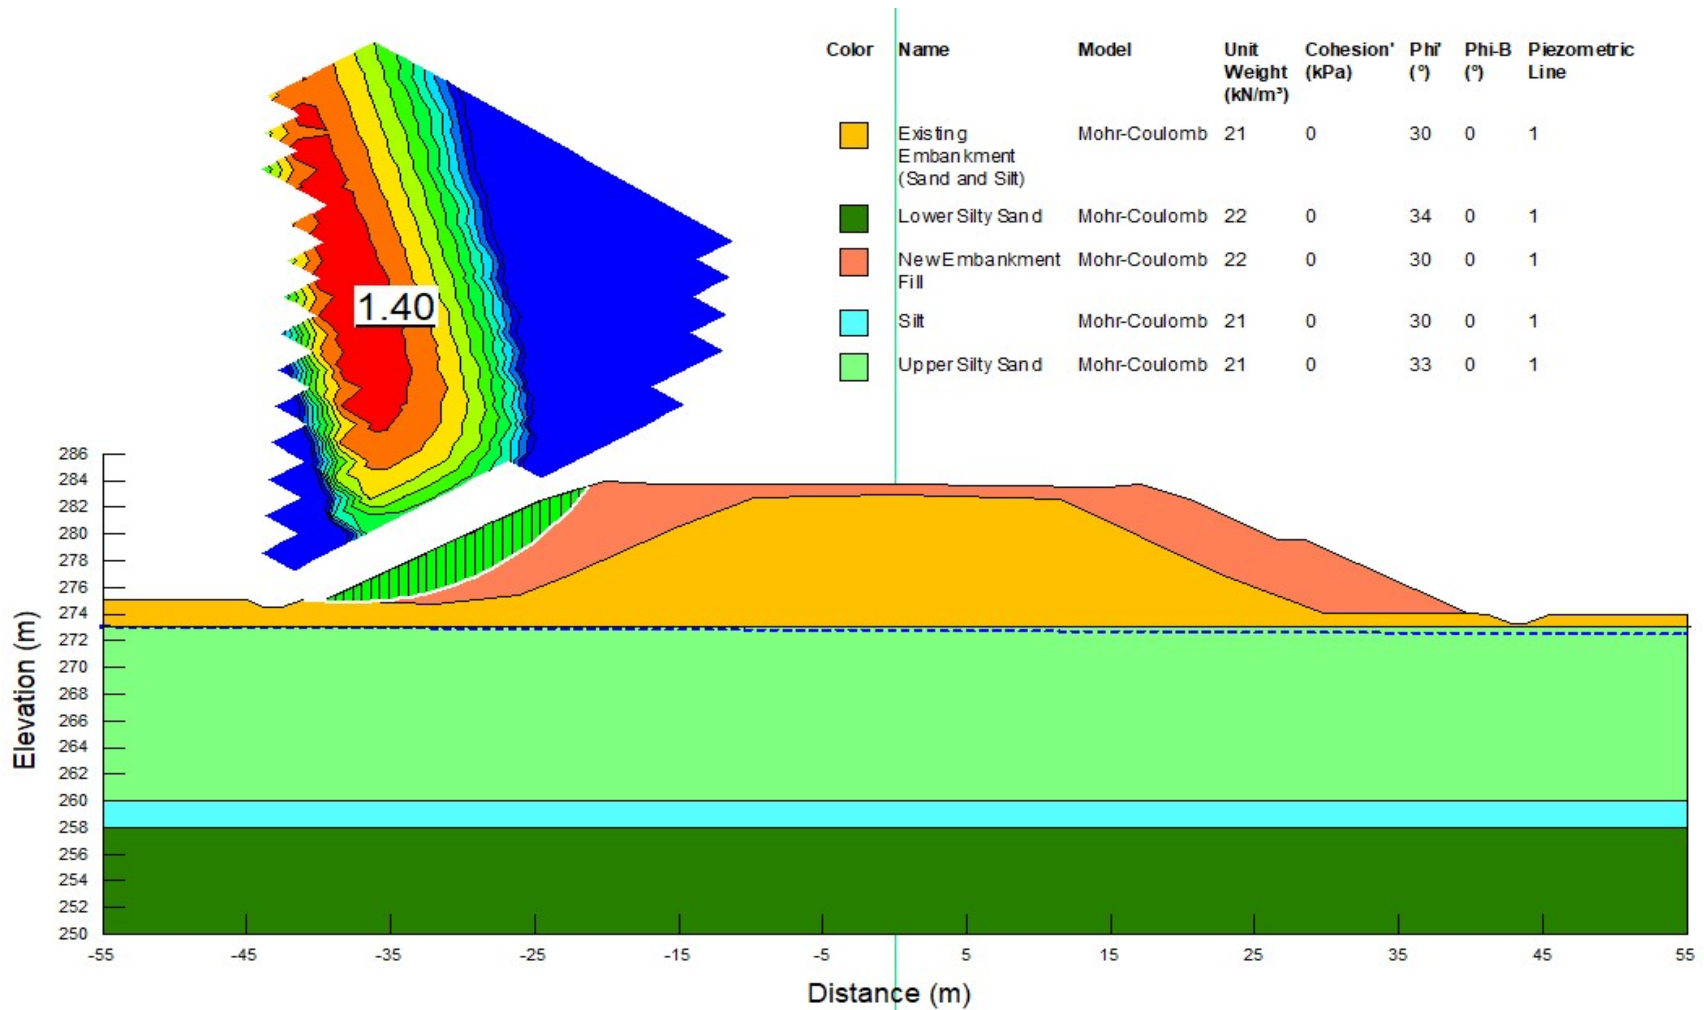 Color Name Model Unit Weight (kN/m³) Cohesion' (kPa) Phi' (°) Phi-B (°) Piezometric Line
Existing Embankment (Sand and Silt) Mohr-Coulomb 21 0 30 0 1
Lower Silty Sand Mohr-Coulomb 22 0 34 0 1
New Embankment Fill Mohr-Coulomb 22 0 30 0 1
Silt Mohr-Coulomb 21 0 30 0 1
Upper Silty Sand Mohr-Coulomb 21 0 33 0 1
1.40
Elevation (m)
286
284
282
280
278
276
274
272
270
268
266
264
262
260
258
256
254
252
250
-55 -45 -35 -25 -15 -5 5 15 25 35 45 55
Distance (m)